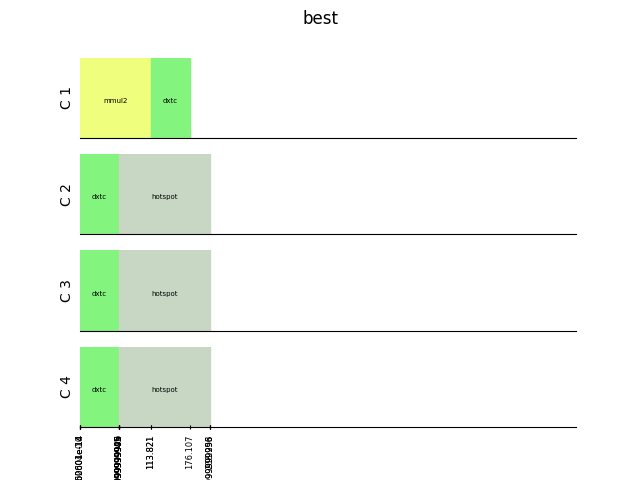 best
C 1
mmul2
dxtc
C 2
dxtc
hotspot
C 3
dxtc
hotspot
C 4
dxtc
hotspot
113.821
176.107